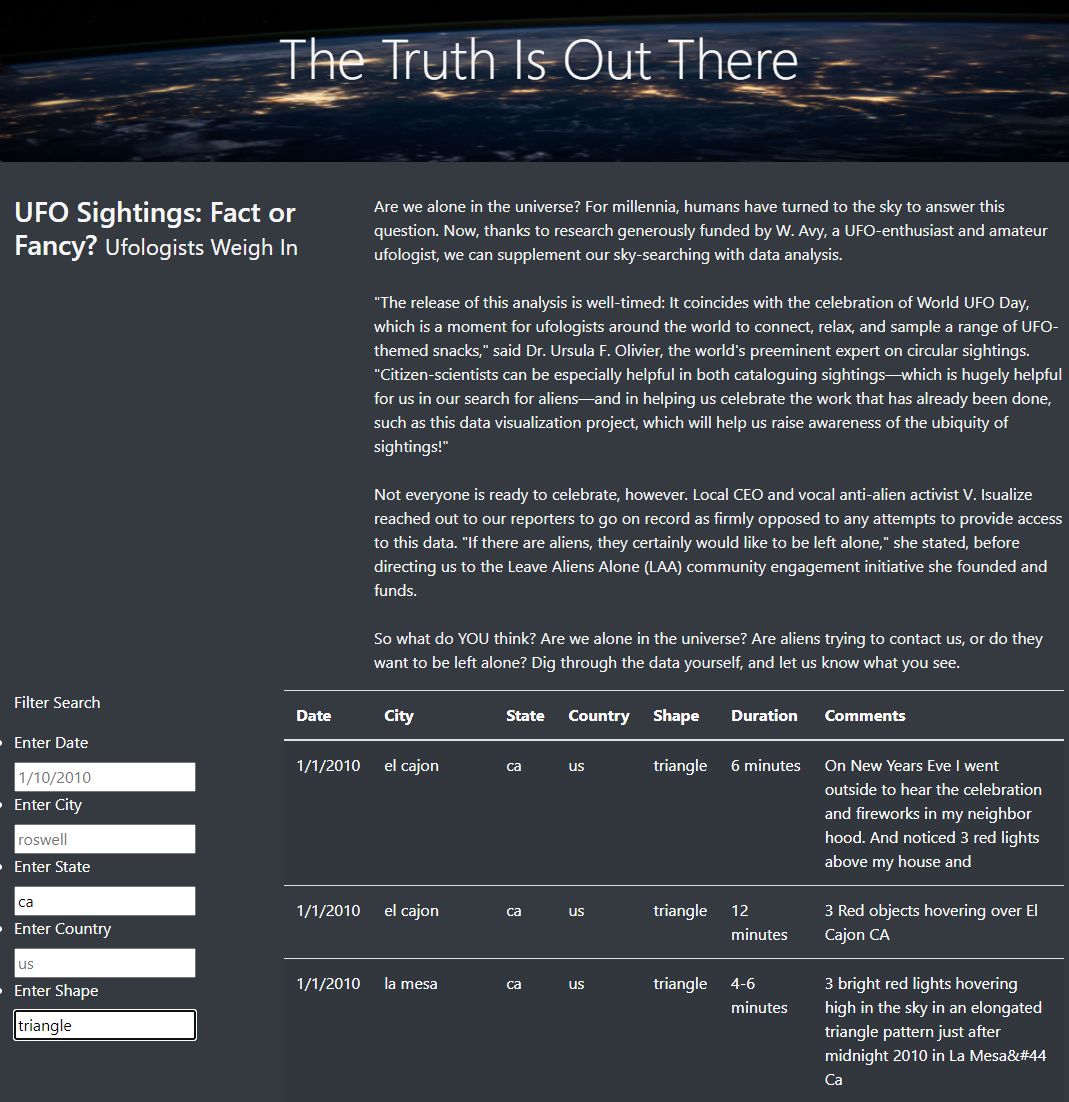 The Truth Is Out There
UFO Sightings: Fact or
Fancy? Ufologists Weigh In
Are we alone in the universe? For millennia, humans have turned to the sky to answer this
question. Now, thanks to research generously funded by W. Avy, a UFO-enthusiast and amateur
ufologist, we can supplement our sky-searching with data analysis.
"The release of this analysis is well-timed: It coincides with the celebration of World UFO Day,
which is a moment for ufologists around the world to connect, relax, and sample a range of UFO-
themed snacks," said Dr. Ursula F. Olivier, the world's preeminent expert on circular sightings.
"Citizen-scientists can be especially helpful in both cataloguing sightings—which is hugely helpful
for us in our search for aliens—and in helping us celebrate the work that has already been done,
such as this data visualization project, which will help us raise awareness of the ubiquity of
sightings!"
Not everyone is ready to celebrate, however. Local CEO and vocal anti-alien activist V. Isualize
reached out to our reporters to go on record as firmly opposed to any attempts to provide access
to this data. "If there are aliens, they certainly would like to be left alone," she stated, before
directing us to the Leave Aliens Alone (LAA) community engagement initiative she founded and
funds.
So what do YOU think? Are we alone in the universe? Are aliens trying to contact us, or do they
want to be left alone? Dig through the data yourself, and let us know what you see.
Filter Search
Enter Date
1/10/2010
Enter City
roswell
Enter State
ca
Enter Country
us
Enter Shape
triangle
Date City State Country Shape Duration Comments
1/1/2010 el cajon ca us triangle 6 minutes On New Years Eve I went
outside to hear the celebration
and fireworks in my neighbor
hood. And noticed 3 red lights
above my house and
1/1/2010 el cajon ca us triangle 12 3 Red objects hovering over El
minutes Cajon CA
1/1/2010 la mesa ca us triangle 4-6 3 bright red lights hovering
minutes high in the sky in an elongated
triangle pattern just after
midnight 2010 in La Mesa&#44
Ca